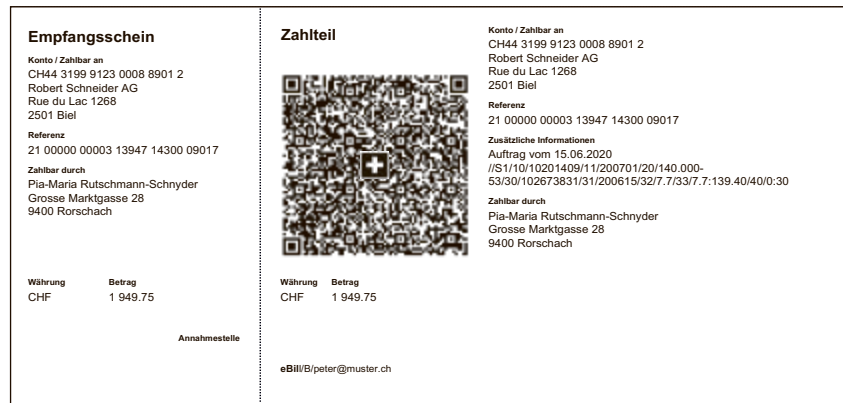 Empfangsschein
Konto / Zahlbar an
CH44 3199 9123 0008 8901 2
Robert Schneider AG
Rue du Lac 1268
2501 Biel
Referenz
21 00000 00003 13947 14300 09017
Zahlbar durch
Pia-Maria Rutschmann-Schnyder
Grosse Marktgasse 28
9400 Rorschach
Währung Betrag
CHF 1 949.75
Annahmestelle
Zahlteil
Währung Betrag
CHF 1 949.75
eBill/B/peter@muster.ch
Konto / Zahlbar an
CH44 3199 9123 0008 8901 2
Robert Schneider AG
Rue du Lac 1268
2501 Biel
Referenz
21 00000 00003 13947 14300 09017
Zusätzliche Informationen
Auftrag vom 15.06.2020
//S1/10/10201409/11/200701/20/140.000-
53/30/102673831/31/200615/32/7.7/33/7.7:139.40/40/0:30
Zahlbar durch
Pia-Maria Rutschmann-Schnyder
Grosse Marktgasse 28
9400 Rorschach